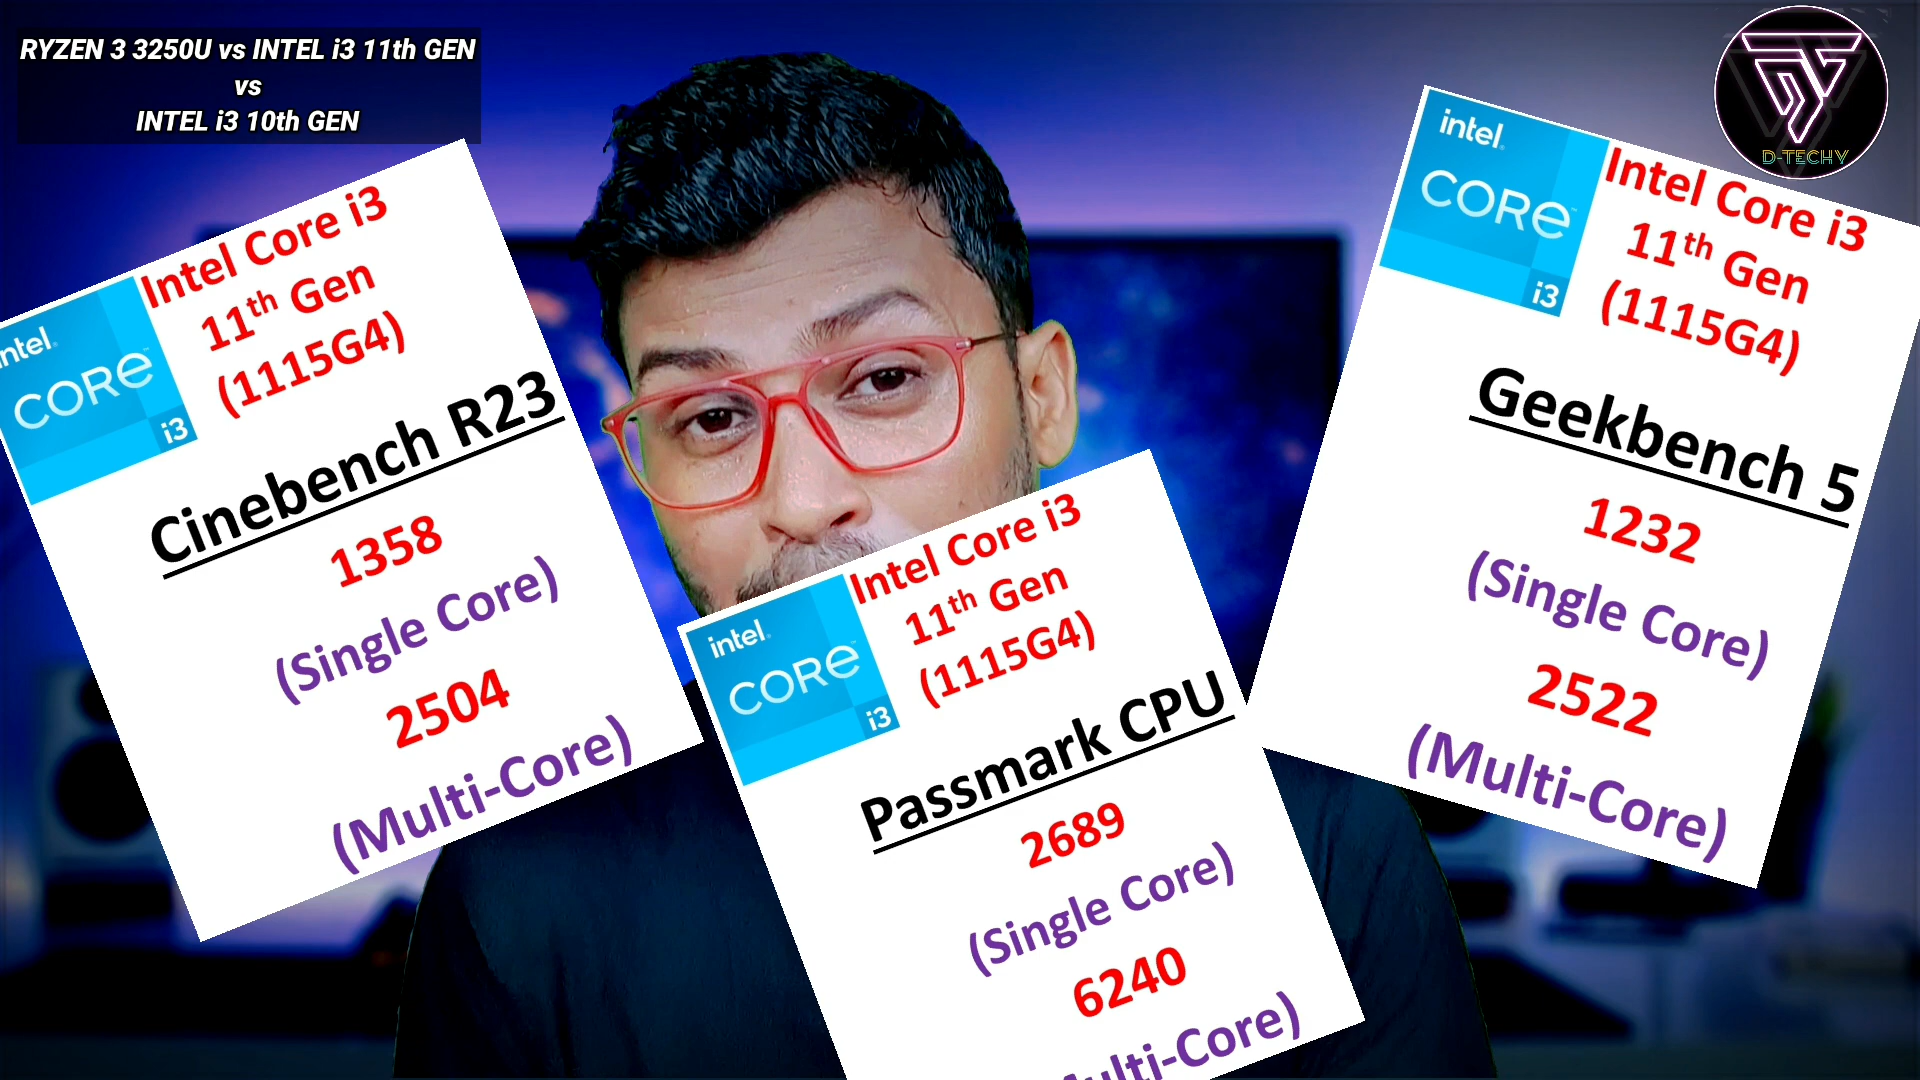 RYZEN 3 3250U vs INTEL i3 11th GEN
vs
INTEL i3 10th GEN
D-TECHY
intel
CORE
i3
Intel Core i3
11th Gen
(1115G4)
Cinebench R23
1358
(Single Core)
2504
(Multi-Core)
intel
CORE
i3
Intel Core i3
11th Gen
(1115G4)
Passmark CPU
2689
(Single Core)
6240
(Multi-Core)
intel
CORE
i3
Intel Core i3
11th Gen
(1115G4)
Geekbench 5
1232
(Single Core)
2522
(Multi-Core)